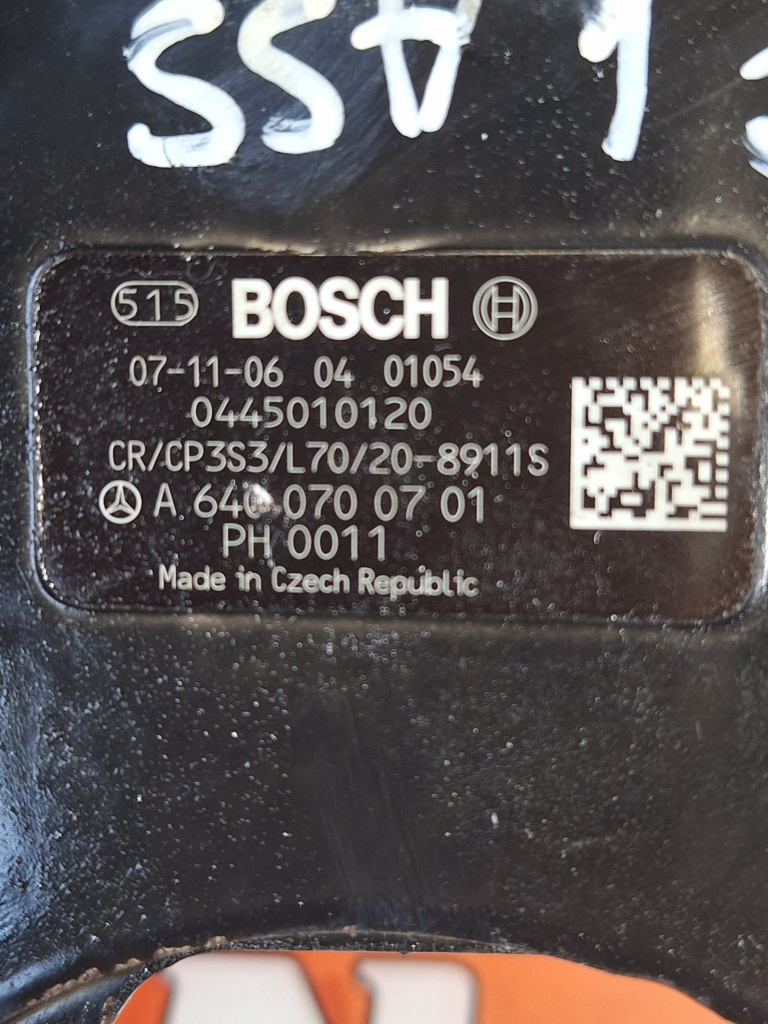 SSA1
515 BOSCH
07-11-06 04 01054
0445010120
CR/CP3S3/L70/20-8911S
A 640 070 07 01
PH 0011
Made in Czech Republic